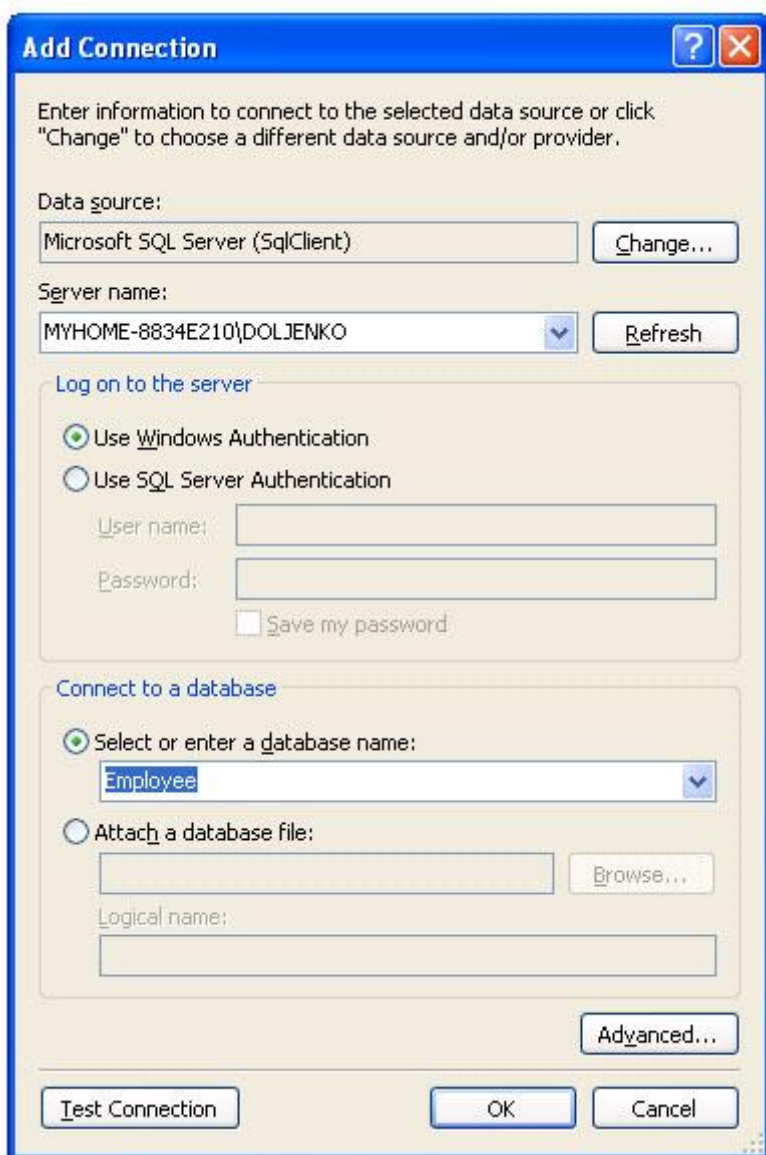 Add Connection
Enter information to connect to the selected data source or click
"Change" to choose a different data source and/or provider.
Data source:
Microsoft SQL Server (SqlClient)
Change...
Server name:
MYHOME-8834E210\DOLJENKO
Refresh
Log on to the server
Use Windows Authentication
Use SQL Server Authentication
User name:
Password:
Save my password
Connect to a database
Select or enter a database name:
Employee
Attach a database file:
Browse...
Logical name:
Advanced...
Test Connection
OK
Cancel